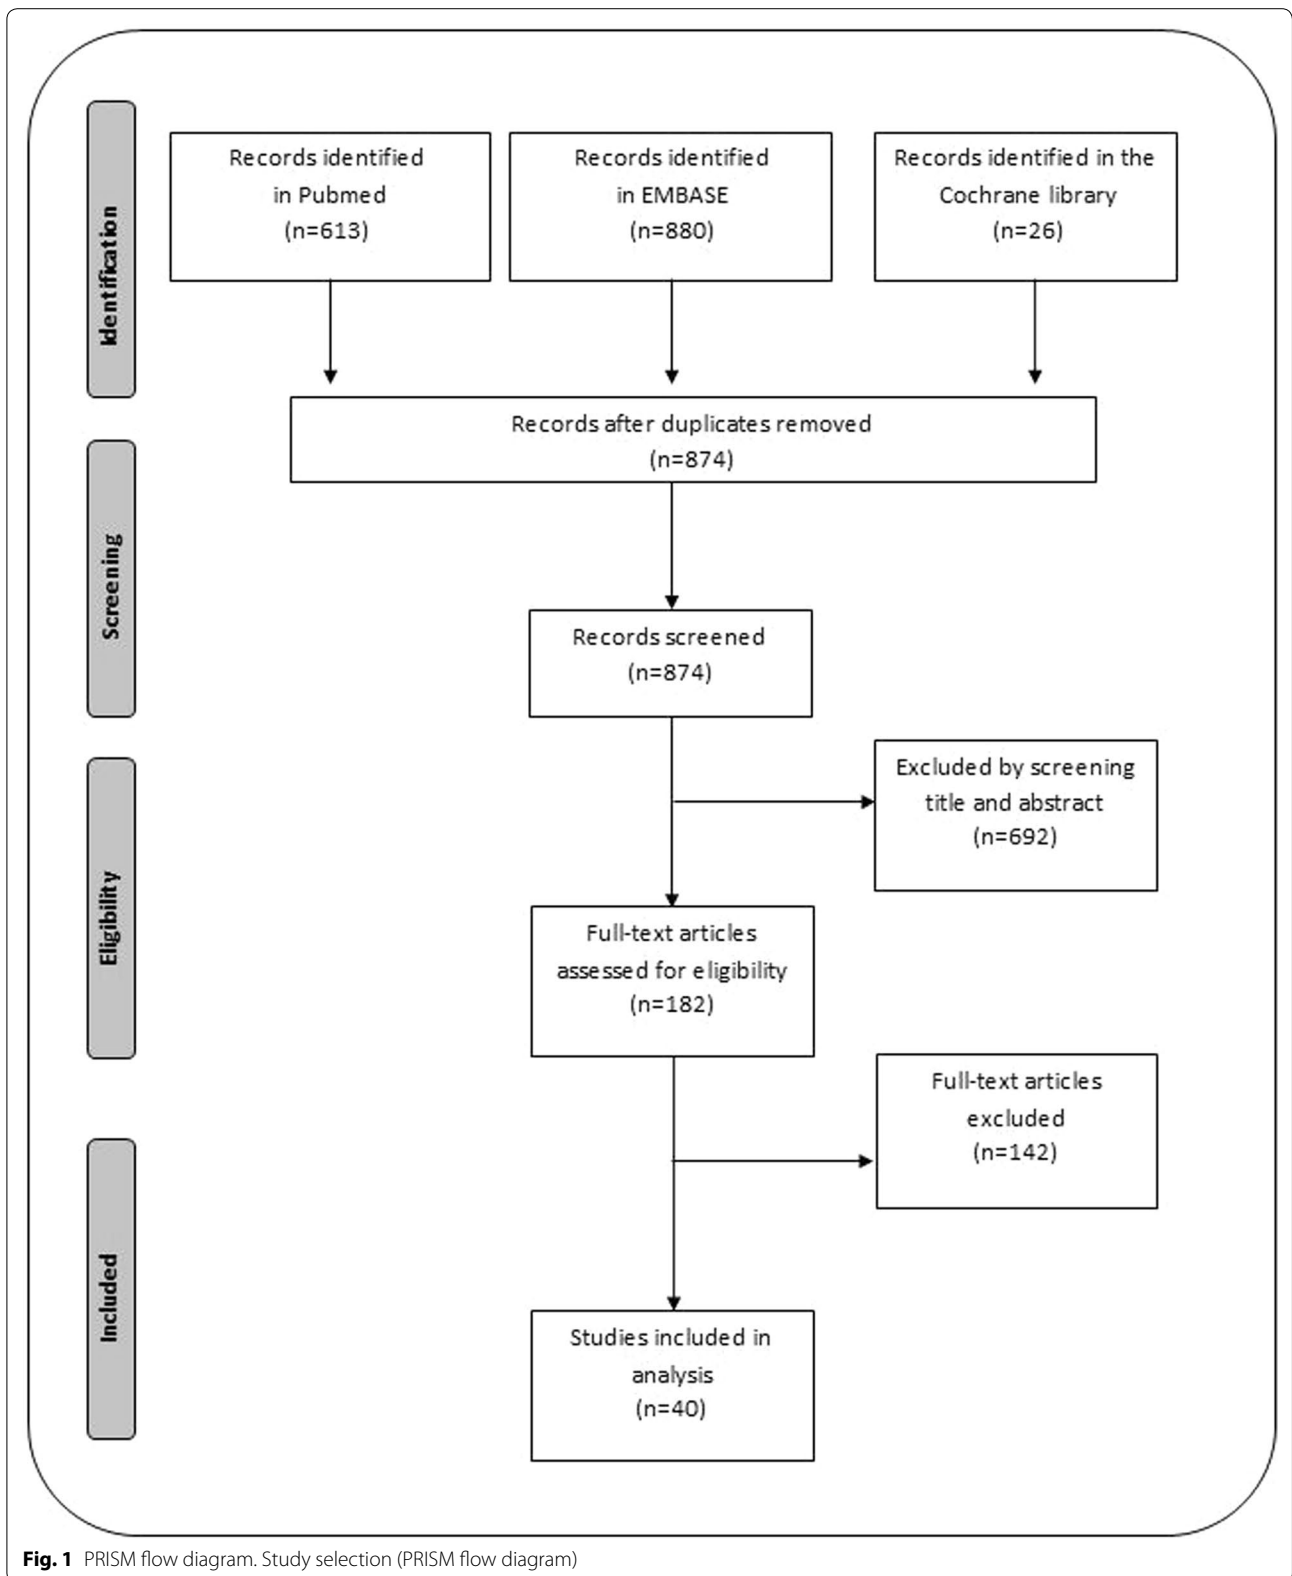 Identification
Records identified
in Pubmed
(n=613)
Records identified
in EMBASE
(n=880)
Records identified in the
Cochrane library
(n=26)
Records after duplicates removed
(n=874)
Screening
Records screened
(n=874)
Excluded by screening
title and abstract
(n=692)
Eligibility
Full-text articles
assessed for eligibility
(n=182)
Full-text articles
excluded
(n=142)
Included
Studies included in
analysis
(n=40)
Fig. 1 PRISM flow diagram. Study selection (PRISM flow diagram)